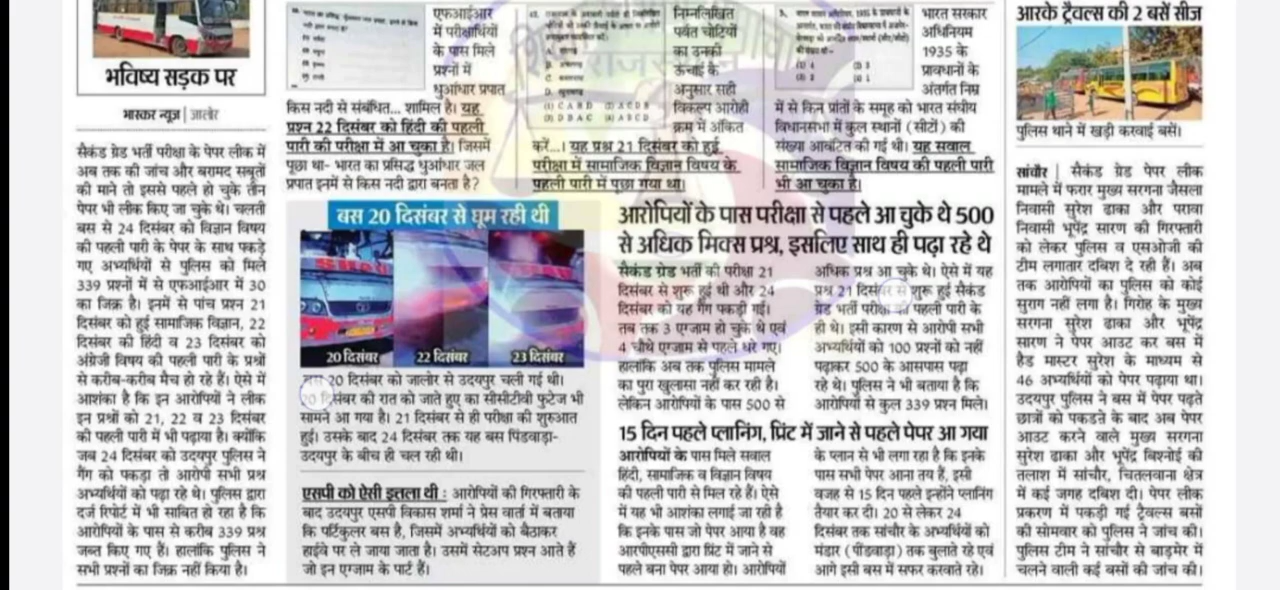 भविष्य सड़क पर
भास्कर न्यूज | जालोर
सैकंड ग्रेड भर्ती परीक्षा के पेपर लीक में
अब तक की जांच और बरामद सबूतों
की माने तो इससे पहले हो चुके तीन
पेपर भी लीक किए जा चुके थे। चलती
बस से 24 दिसंबर को विज्ञान विषय
की पहली पारी के पेपर के साथ पकड़े
गए अभ्यर्थियों से पुलिस को मिले
339 प्रश्नों में से एफआईआर में 30
का जिक्र है। इनमें से पांच प्रश्न 21
दिसंबर को हुई सामाजिक विज्ञान, 22
दिसंबर की हिंदी व 23 दिसंबर को
अंग्रेजी विषय की पहली पारी के प्रश्नों
से करीब-करीब मैच हो रहे हैं। ऐसे में
आशंका है कि इन आरोपियों ने लीक
इन प्रश्नों को 21, 22 व 23 दिसंबर
की पहली पारी में भी पढ़ाया है। क्योंकि
जब 24 दिसंबर को उदयपुर पुलिस ने
गैंग को पकड़ा तो आरोपी सभी प्रश्न
अभ्यर्थियों को पढ़ा रहे थे। पुलिस द्वारा
दर्ज रिपोर्ट में भी साबित हो रहा है कि
आरोपियों के पास से करीब 339 प्रश्न
जब्त किए गए हैं। हालांकि पुलिस ने
सभी प्रश्नों का जिक्र नहीं किया है।
एफआईआर
में परीक्षार्थियों
के पास मिले
प्रश्नों में
धुआंधार प्रपात
किस नदी से संबंधित... शामिल है। यह
प्रश्न 22 दिसंबर को हिंदी की पहली
पारी की परीक्षा में आ चुका है। जिसमें
पूछा था- भारत का प्रसिद्ध धुआंधार जल
प्रपात इनमें से किस नदी द्वारा बनता है?
निम्नलिखित
पर्वत चोटियों
का उनकी
ऊंचाई के
अनुसार सही
विकल्प आरोही
क्रम में अंकित
करें...। यह प्रश्न 21 दिसंबर को हुई
परीक्षा में सामाजिक विज्ञान विषय के
पहली पारी में पूछा गया था।
भारत सरकार
अधिनियम
1935 के
प्रावधानों के
अंतर्गत निम्न
में से किन प्रांतों के समूह को भारत संघीय
विधानसभा में कुल स्थानों (सीटों) की
संख्या आवंटित की गई थी। यह सवाल
सामाजिक विज्ञान विषय की पहली पारी
भी आ चुका है।
बस 20 दिसंबर से घूम रही थी
20 दिसंबर 22 दिसंबर 23 दिसंबर
बस 20 दिसंबर को जालोर से उदयपुर चली गई थी।
20 दिसंबर की रात को जाते हुए का सीसीटीवी फुटेज भी
सामने आ गया है। 21 दिसंबर से ही परीक्षा की शुरुआत
हुई। उसके बाद 24 दिसंबर तक यह बस पिंडवाड़ा-
उदयपुर के बीच ही चल रही थी।
एसपी को ऐसी इतला थी : आरोपियों की गिरफ्तारी के
बाद उदयपुर एसपी विकास शर्मा ने प्रेस वार्ता में बताया
कि पर्टिकुलर बस है, जिसमें अभ्यर्थियों को बैठाकर
हाईवे पर ले जाया जाता है। उसमें सेटअप प्रश्न आते हैं
जो इन एग्जाम के पार्ट हैं।
आरोपियों के पास परीक्षा से पहले आ चुके थे 500
से अधिक मिक्स प्रश्न, इसलिए साथ ही पढ़ा रहे थे
सैकंड ग्रेड भर्ती की परीक्षा 21
दिसंबर से शुरू हुई थी और 24
दिसंबर को यह गैंग पकड़ी गई।
तब तक 3 एग्जाम हो चुके थे एवं
4 चौथे एग्जाम से पहले धरे गए।
हालांकि अब तक पुलिस मामले
का पुरा खुलासा नहीं कर रही है।
लेकिन आरोपियों के पास 500 से
अधिक प्रश्न आ चुके थे। ऐसे में यह
प्रश्न 21 दिसंबर से शुरू हुई सैकंड
ग्रेड भर्ती परीक्षा की पहली पारी के
ही थे। इसी कारण से आरोपी सभी
अभ्यर्थियों को 100 प्रश्नों को नहीं
पढ़ाकर 500 के आसपास पढ़ा
रहे थे। पुलिस ने भी बताया है कि
आरोपियों से कुल 339 प्रश्न मिले।
15 दिन पहले प्लानिंग, प्रिंट में जाने से पहले पेपर आ गया
आरोपियों के पास मिले सवाल
हिंदी, सामाजिक व विज्ञान विषय
की पहली पारी से मिल रहे हैं। ऐसे
में यह भी आशंका लगाई जा रही है
कि इनके पास जो पेपर आया है वह
आरपीएससी द्वारा प्रिंट में जाने से
पहले बना पेपर आया हो। आरोपियों
के प्लान से भी लगा रहा है कि इनके
पास सभी पेपर आना तय हैं, इसी
वजह से 15 दिन पहले इन्होंने प्लानिंग
तैयार कर दी। 20 से लेकर 24
दिसंबर तक सांचौर के अभ्यर्थियों को
मंडार (पींडवाड़ा) तक बुलाते रहे एवं
आगे इसी बस में सफर करवाते रहे।
आरके ट्रैवल्स की 2 बसें सीज
पुलिस थाने में खड़ी करवाई बसें।
सांचौर | सैकंड ग्रेड पेपर लीक
मामले में फरार मुख्य सरगना जैसला
निवासी सुरेश ढाका और परावा
निवासी भूपेंद्र सारण की गिरफ्तारी
को लेकर पुलिस व एसओजी की
टीम लगातार दबिश दे रही हैं। अब
तक आरोपियों का पुलिस को कोई
सुराग नहीं लगा है। गिरोह के मुख्य
सरगना सुरेश ढाका और भूपेंद्र
सारण ने पेपर आउट कर बस में
हैड मास्टर सुरेश के माध्यम से
46 अभ्यर्थियों को पेपर पढ़ाया था।
उदयपुर पुलिस ने बस में पेपर पढ़ते
छात्रों को पकडते के बाद अब पेपर
आउट करने वाले मुख्य सरगना
सुरेश ढाका और भूपेंद्र बिश्नोई की
तलाश में सांचौर, चितलवाना क्षेत्र
में कई जगह दबिश दी। पेपर लीक
प्रकरण में पकड़ी गई ट्रैवल्स बसों
की सोमवार को पुलिस ने जांच की।
पुलिस टीम ने सांचौर से बाड़मेर में
चलने वाली कई बसों की जांच की।